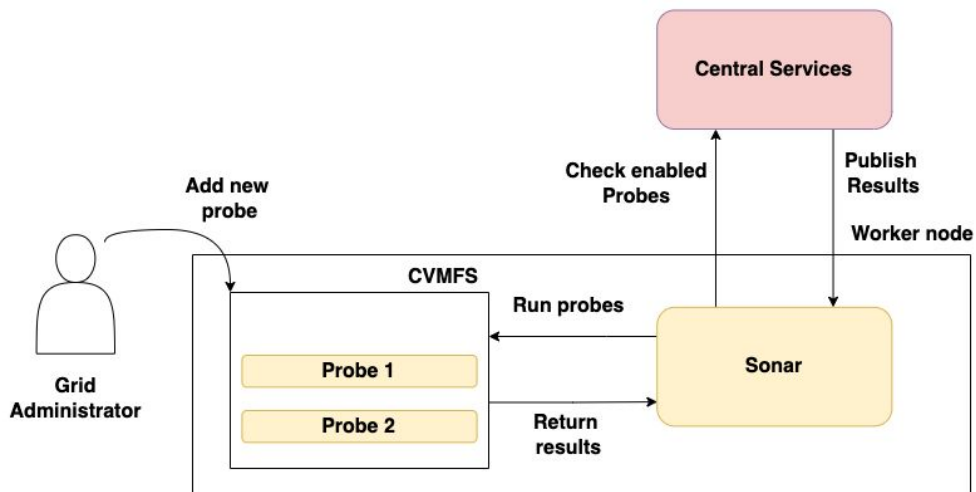 Central Services
Check enabled
Probes
Publish
Results
Add new
probe
Worker node
CVMFS
Run probes
Probe 1
Sonar
Probe 2
Return
results
Grid
Administrator